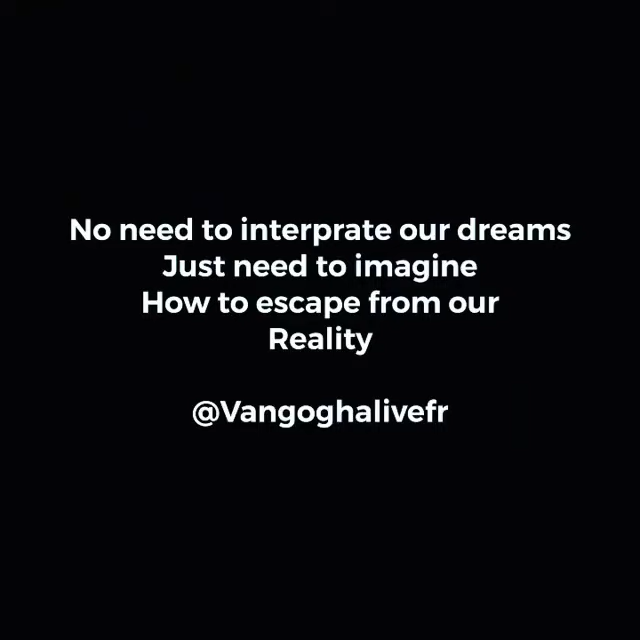 No need to interprate our dreams
Just need to imagine
How to escape from our
Reality
@Vangoghalivefr